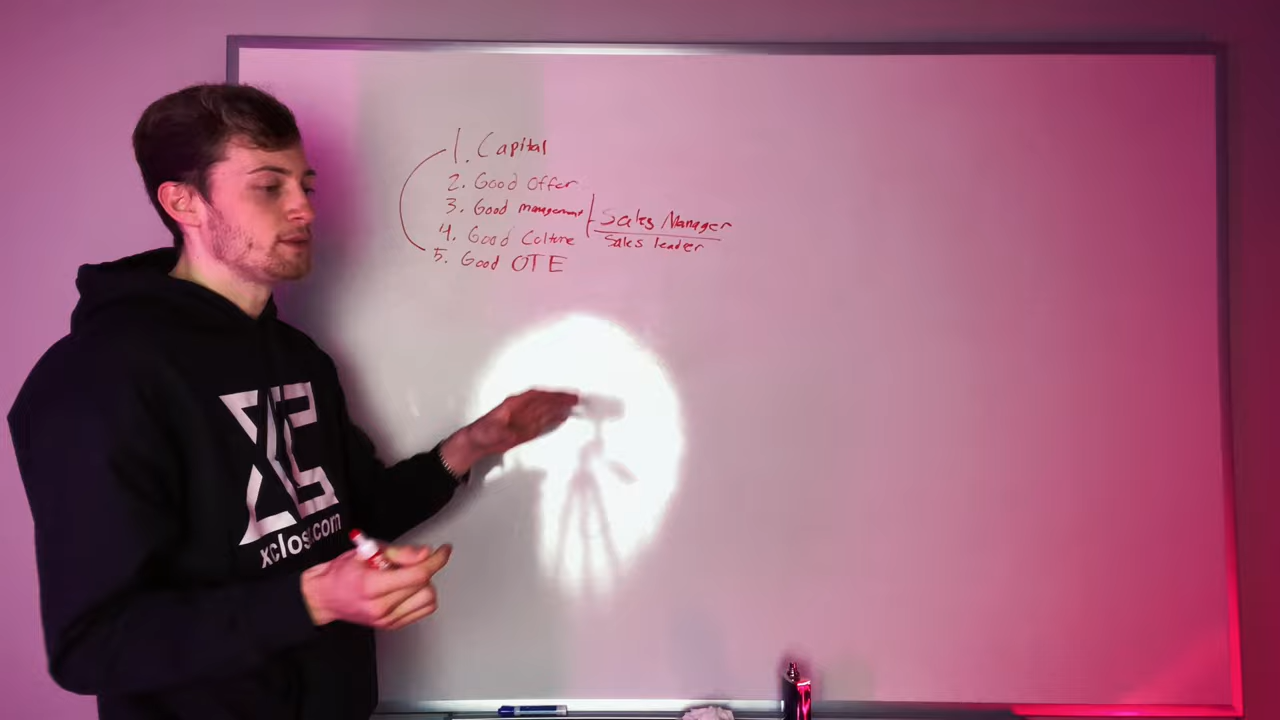 1. Capital
2. Good Offer
3. Good management
Sales Manager
4. Good Culture
Sales leader
5. Good OTE
XC
xclose.com